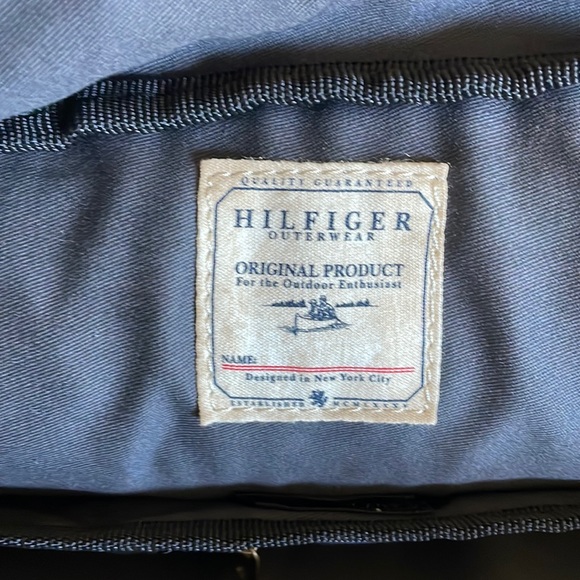 QUALITY GUARANTEED
HILFIGER
OUTERWEAR
ORIGINAL PRODUCT
For the Outdoor Enthusiast
NAME:
Designed in New York City
ESTABLISHED